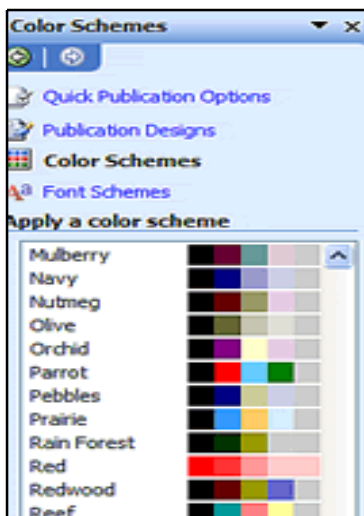 Color Schemes
Quick Publication Options
Publication Designs
Color Schemes
Font Schemes
Apply a color scheme
Mulberry
Navy
Nutmeg
Olive
Orchid
Parrot
Pebbles
Prairie
Rain Forest
Red
Redwood
Reef